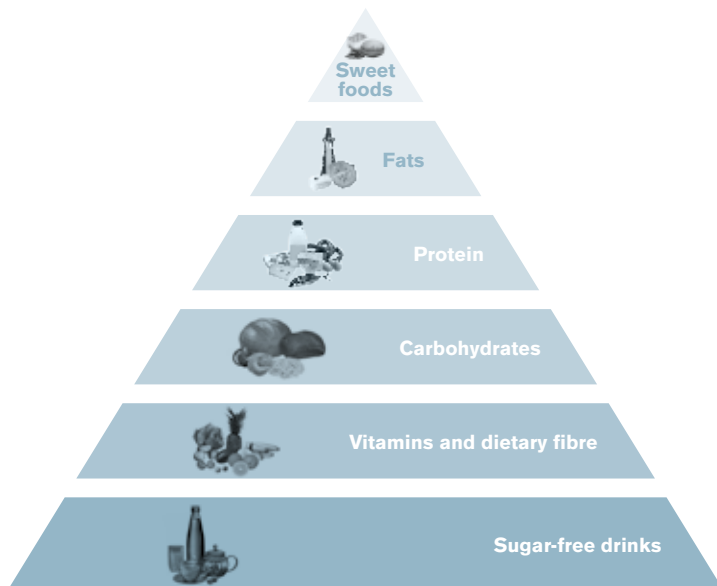 Sweet
foods
Fats
Protein
Carbohydrates
Vitamins and dietary fibre
Sugar-free drinks